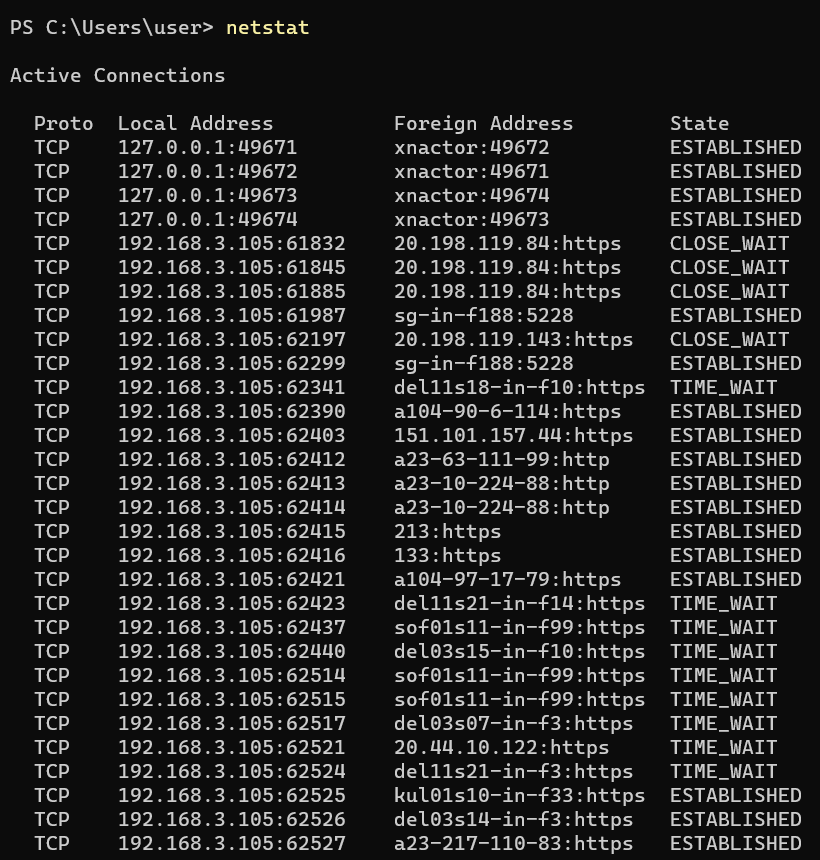 PS C:\Users\user> netstat
Active Connections
Proto  Local Address          Foreign Address        State
TCP    127.0.0.1:49671        xnactor:49672          ESTABLISHED
TCP    127.0.0.1:49672        xnactor:49671          ESTABLISHED
TCP    127.0.0.1:49673        xnactor:49674          ESTABLISHED
TCP    127.0.0.1:49674        xnactor:49673          ESTABLISHED
TCP    192.168.3.105:61832    20.198.119.84:https    CLOSE_WAIT
TCP    192.168.3.105:61845    20.198.119.84:https    CLOSE_WAIT
TCP    192.168.3.105:61885    20.198.119.84:https    CLOSE_WAIT
TCP    192.168.3.105:61987    sg-in-f188:5228        ESTABLISHED
TCP    192.168.3.105:62197    20.198.119.143:https   CLOSE_WAIT
TCP    192.168.3.105:62299    sg-in-f188:5228        ESTABLISHED
TCP    192.168.3.105:62341    del11s18-in-f10:https  TIME_WAIT
TCP    192.168.3.105:62390    a104-90-6-114:https    ESTABLISHED
TCP    192.168.3.105:62403    151.101.157.44:https   ESTABLISHED
TCP    192.168.3.105:62412    a23-63-111-99:http     ESTABLISHED
TCP    192.168.3.105:62413    a23-10-224-88:http     ESTABLISHED
TCP    192.168.3.105:62414    a23-10-224-88:http     ESTABLISHED
TCP    192.168.3.105:62415    213:https              ESTABLISHED
TCP    192.168.3.105:62416    133:https              ESTABLISHED
TCP    192.168.3.105:62421    a104-97-17-79:https    ESTABLISHED
TCP    192.168.3.105:62423    del11s21-in-f14:https  TIME_WAIT
TCP    192.168.3.105:62437    sof01s11-in-f99:https  TIME_WAIT
TCP    192.168.3.105:62440    del03s15-in-f10:https  TIME_WAIT
TCP    192.168.3.105:62514    sof01s11-in-f99:https  TIME_WAIT
TCP    192.168.3.105:62515    sof01s11-in-f99:https  TIME_WAIT
TCP    192.168.3.105:62517    del03s07-in-f3:https   TIME_WAIT
TCP    192.168.3.105:62521    20.44.10.122:https     TIME_WAIT
TCP    192.168.3.105:62524    del11s21-in-f3:https   TIME_WAIT
TCP    192.168.3.105:62525    kul01s10-in-f33:https  ESTABLISHED
TCP    192.168.3.105:62526    del03s14-in-f3:https   ESTABLISHED
TCP    192.168.3.105:62527    a23-217-110-83:https   ESTABLISHED